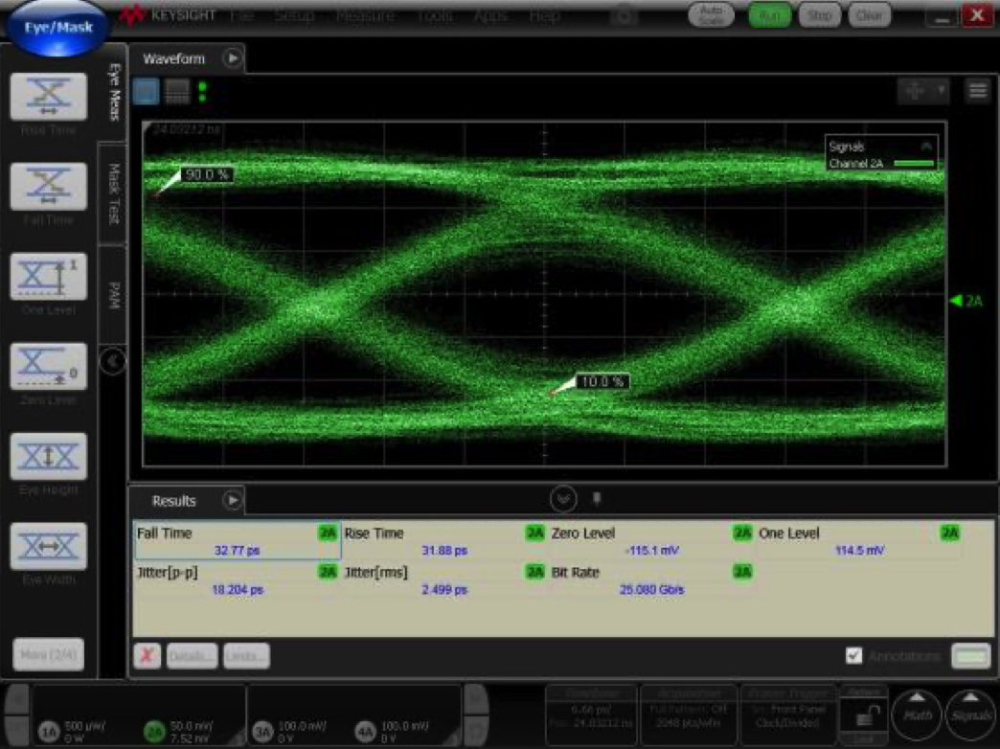 Eye/Mask
KEYSIGHT File Setup Measure Tools Apps Help
Auto Scale Run Stop Clear
Waveform
Eye Meas
Mask Test
PAM
Rise Time
Fall Time
One Level
Zero Level
Eye Height
Eye Width
More (2/4)
24.03212 ns
Signals
Channel 2A
90.0 %
10.0 %
2A
Results
Fall Time 2A Rise Time 2A Zero Level 2A One Level 2A
32.77 ps 31.88 ps -115.1 mV 114.5 mV
Jitter[p-p] 2A Jitter[rms] 2A Bit Rate 2A
18.204 ps 2.499 ps 25.080 Gb/s
Details... Limits...
Annotations
1A 500 µW/
0 W
2A 50.0 mV/
7.52 mV
3A 100.0 mV/
0 V
4A 100.0 mV/
0 V
6.66 ps/
24.03212 ns
Full Pattern: Off
2048 pts/wfm
Front Panel
Clock/Divided
Math
Signals